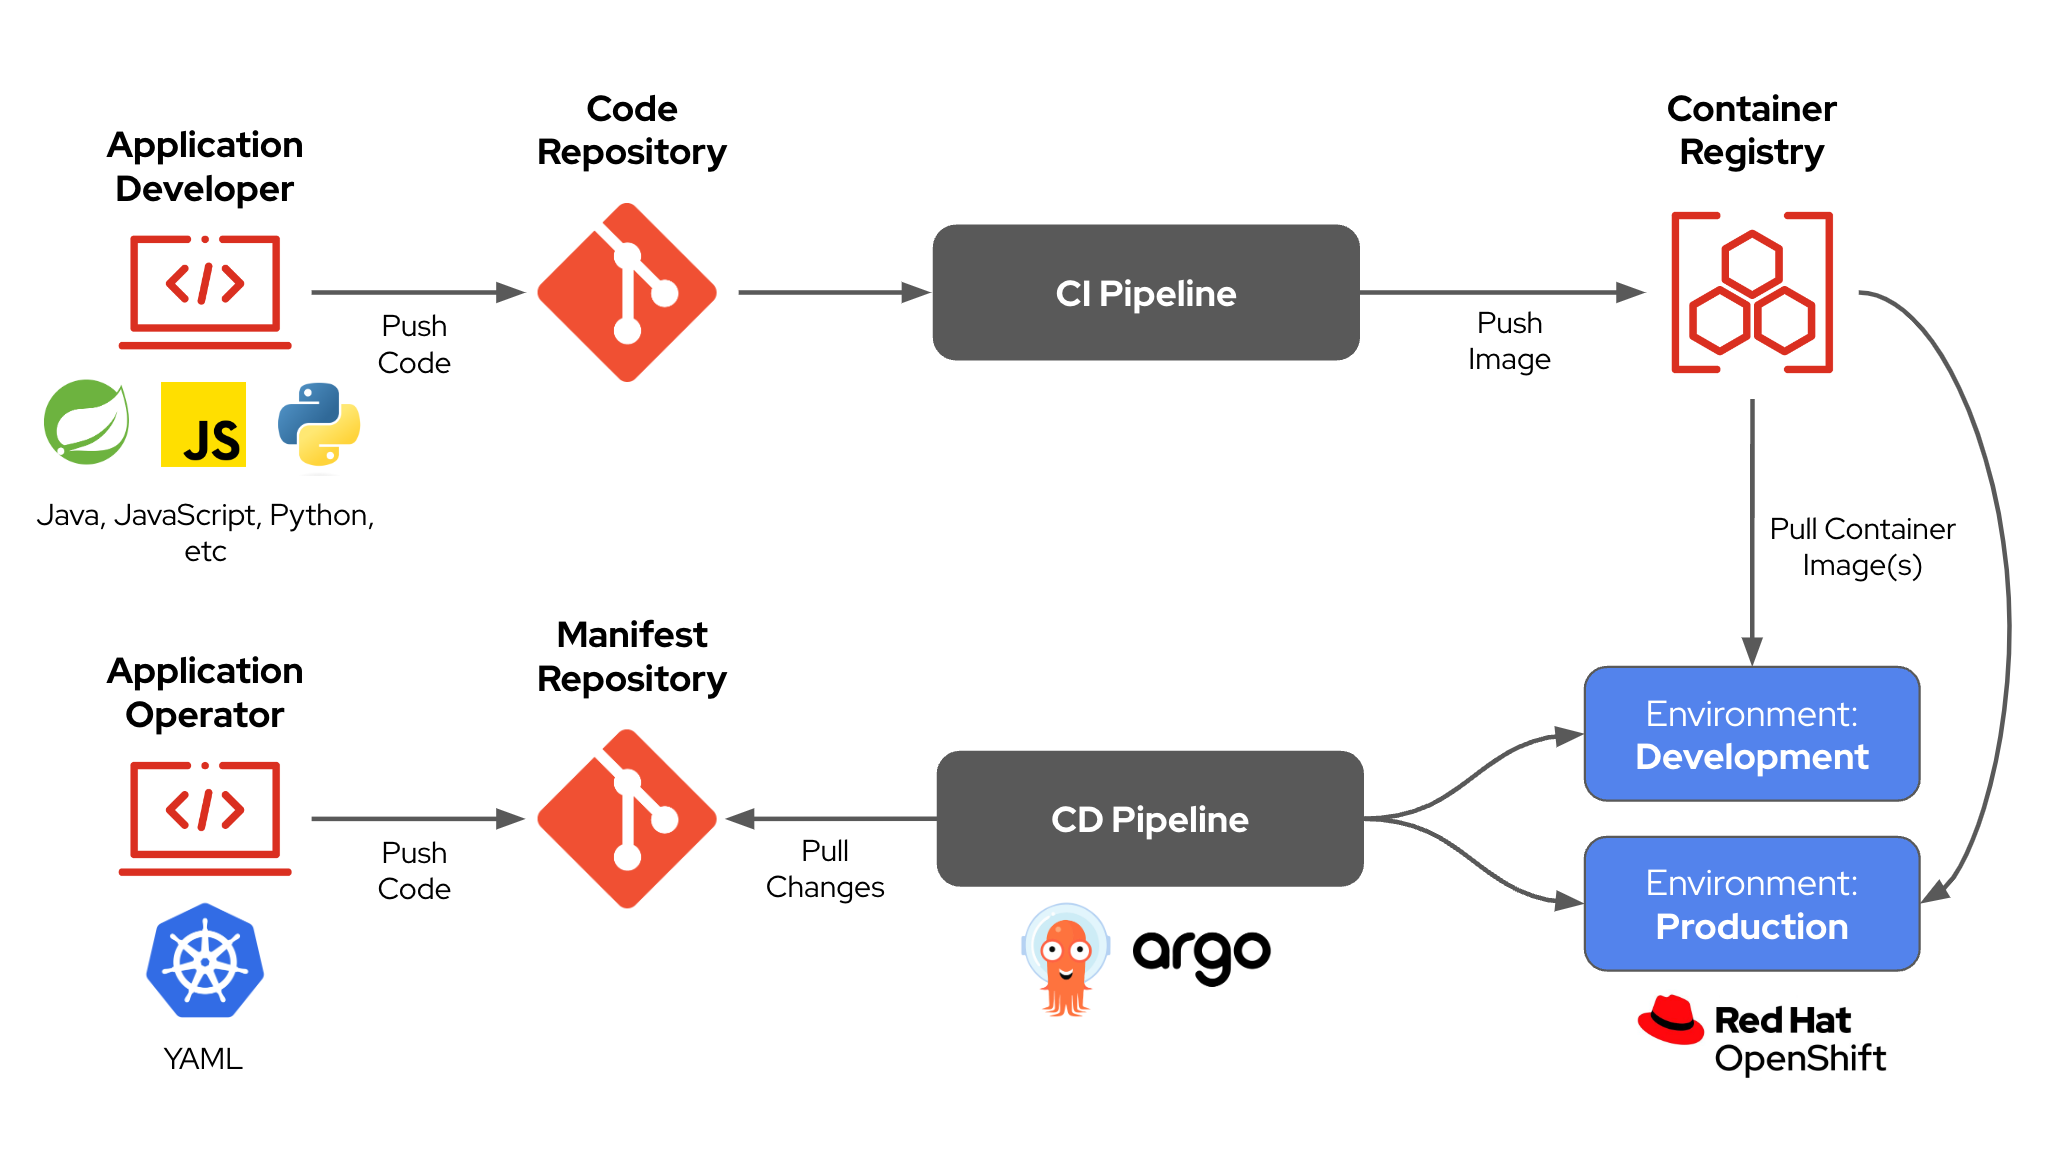 Application
Developer
Code
Repository
Container
Registry
CI Pipeline
Push
Code
Push
Image
JS
Java, JavaScript, Python,
etc
Pull Container
Image(s)
Application
Operator
Manifest
Repository
Environment:
Development
CD Pipeline
Push
Code
Pull
Changes
Environment:
Production
argo
YAML
Red Hat
OpenShift